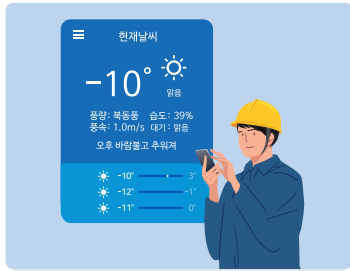 현재날씨
-10°
맑음
풍량: 북동풍 습도: 39%
풍속: 1.0m/s 대기: 맑음
오후 바람불고 추워져
-10° 3°
-12° -1°
-11° 0°